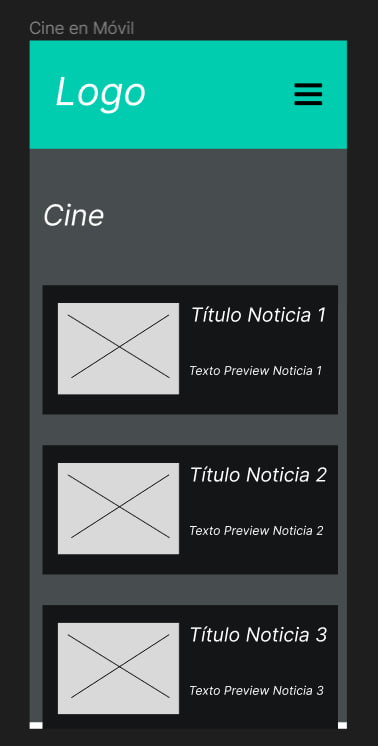 Cine en Móvil
Logo
Cine
Título Noticia 1
Texto Preview Noticia 1
Título Noticia 2
Texto Preview Noticia 2
Título Noticia 3
Texto Preview Noticia 3